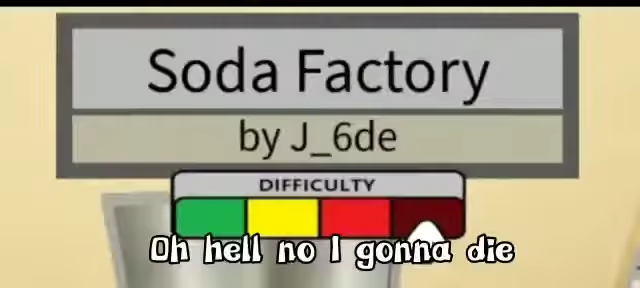 Soda Factory
by J_6de
DIFFICULTY
Oh hell no I gonna die